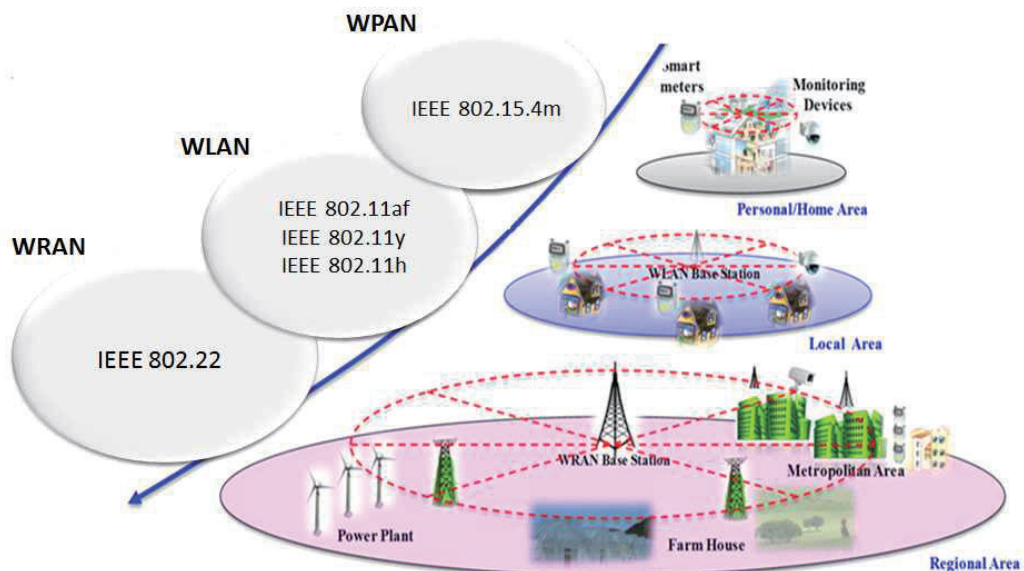 WPAN
IEEE 802.15.4m
WLAN
IEEE 802.11af
IEEE 802.11y
IEEE 802.11h
WRAN
IEEE 802.22
meters
Monitoring
Devices
Personal/Home Area
WLAN Base Station
Local Area
WRAN Base Station
Metropolitan Area
Power Plant
Farm House
Regional Area